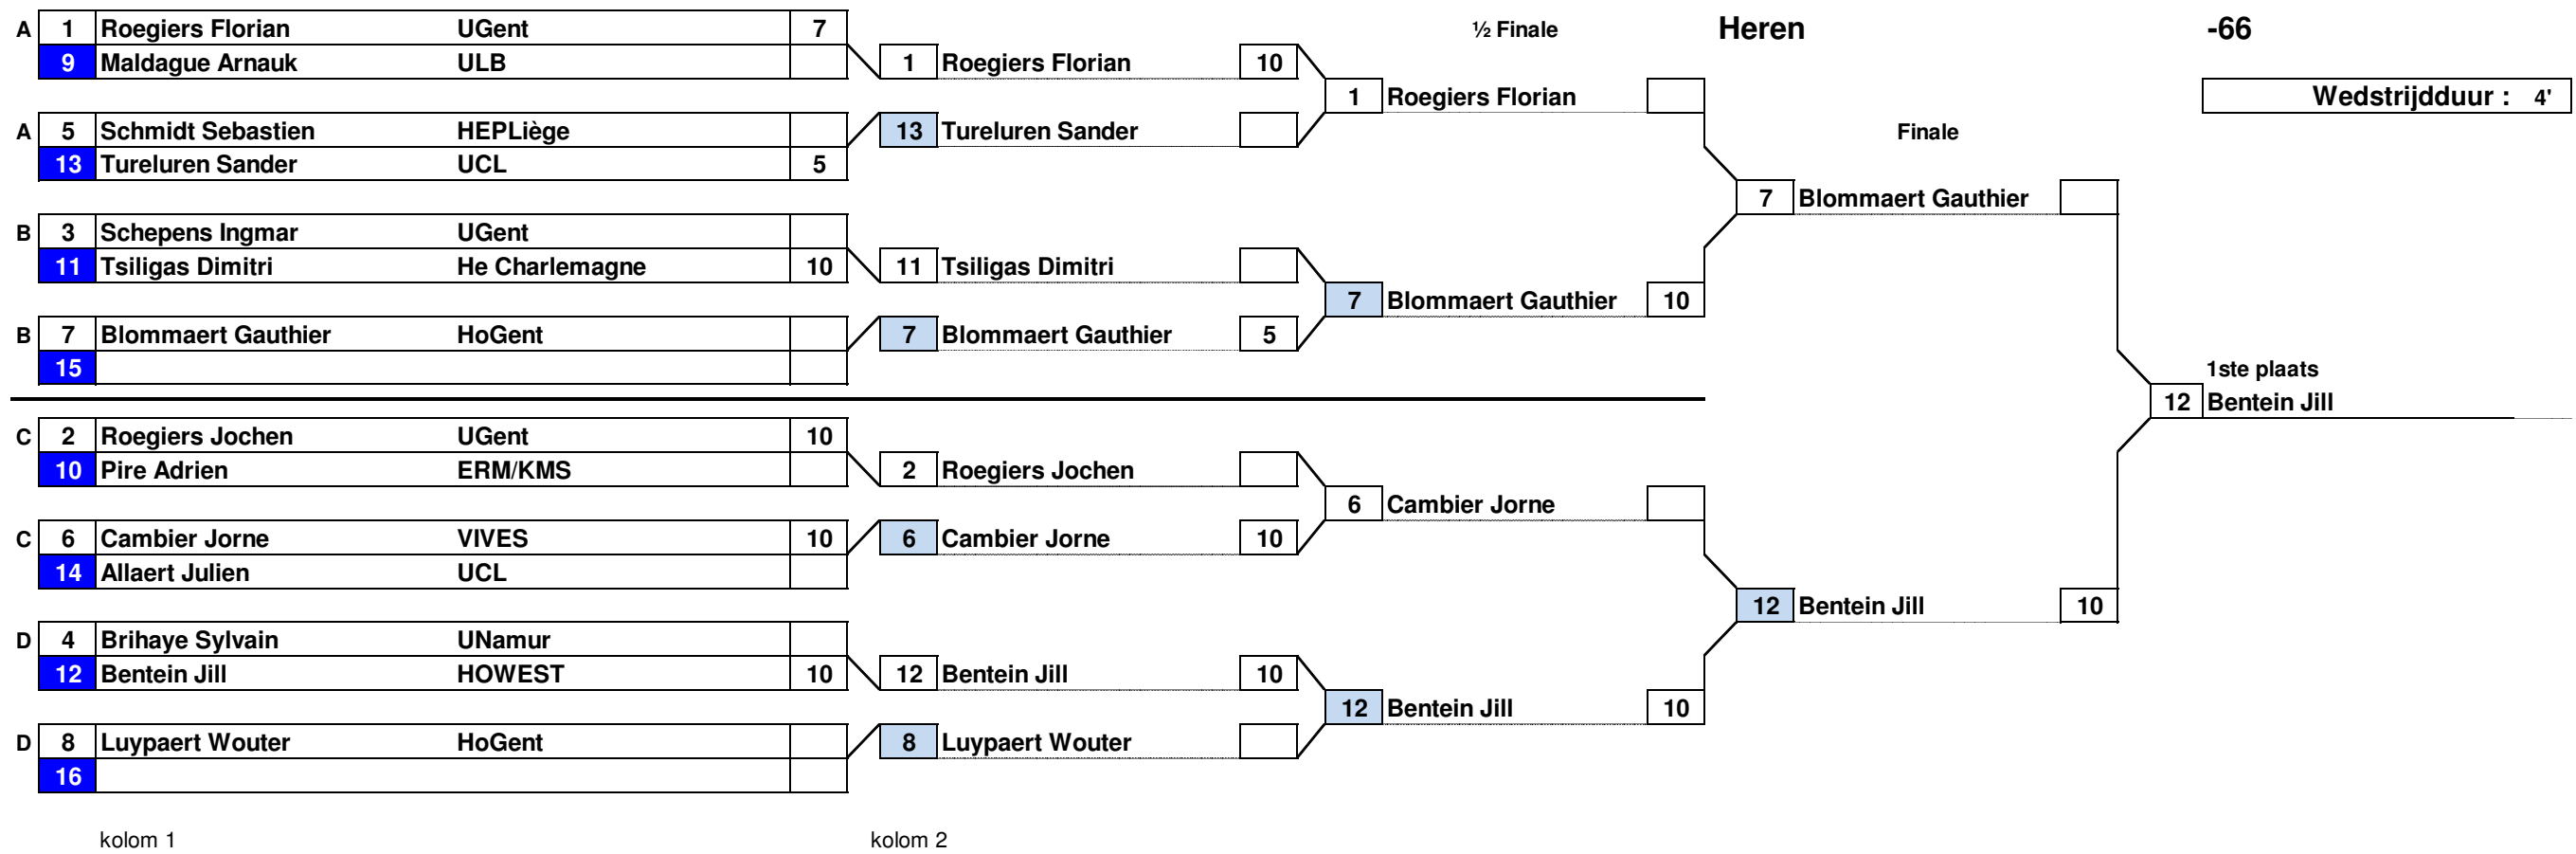 ½ Finale Heren -66
A 1 Roegiers Florian UGent 7
9 Maldague Arnauk ULB
1 Roegiers Florian 10
1 Roegiers Florian
Wedstrijdduur : 4'
A 5 Schmidt Sebastien HEPLiège
13 Tureluren Sander UCL 5
13 Tureluren Sander
Finale
7 Blommaert Gauthier
B 3 Schepens Ingmar UGent
11 Tsiligas Dimitri He Charlemagne 10
11 Tsiligas Dimitri
7 Blommaert Gauthier 10
B 7 Blommaert Gauthier HoGent
15
7 Blommaert Gauthier 5
1ste plaats
12 Bentein Jill
C 2 Roegiers Jochen UGent 10
10 Pire Adrien ERM/KMS
2 Roegiers Jochen
6 Cambier Jorne
C 6 Cambier Jorne VIVES 10
14 Allaert Julien UCL
6 Cambier Jorne 10
12 Bentein Jill 10
D 4 Brihaye Sylvain UNamur
12 Bentein Jill HOWEST 10
12 Bentein Jill 10
12 Bentein Jill 10
D 8 Luypaert Wouter HoGent
16
8 Luypaert Wouter
kolom 1 kolom 2